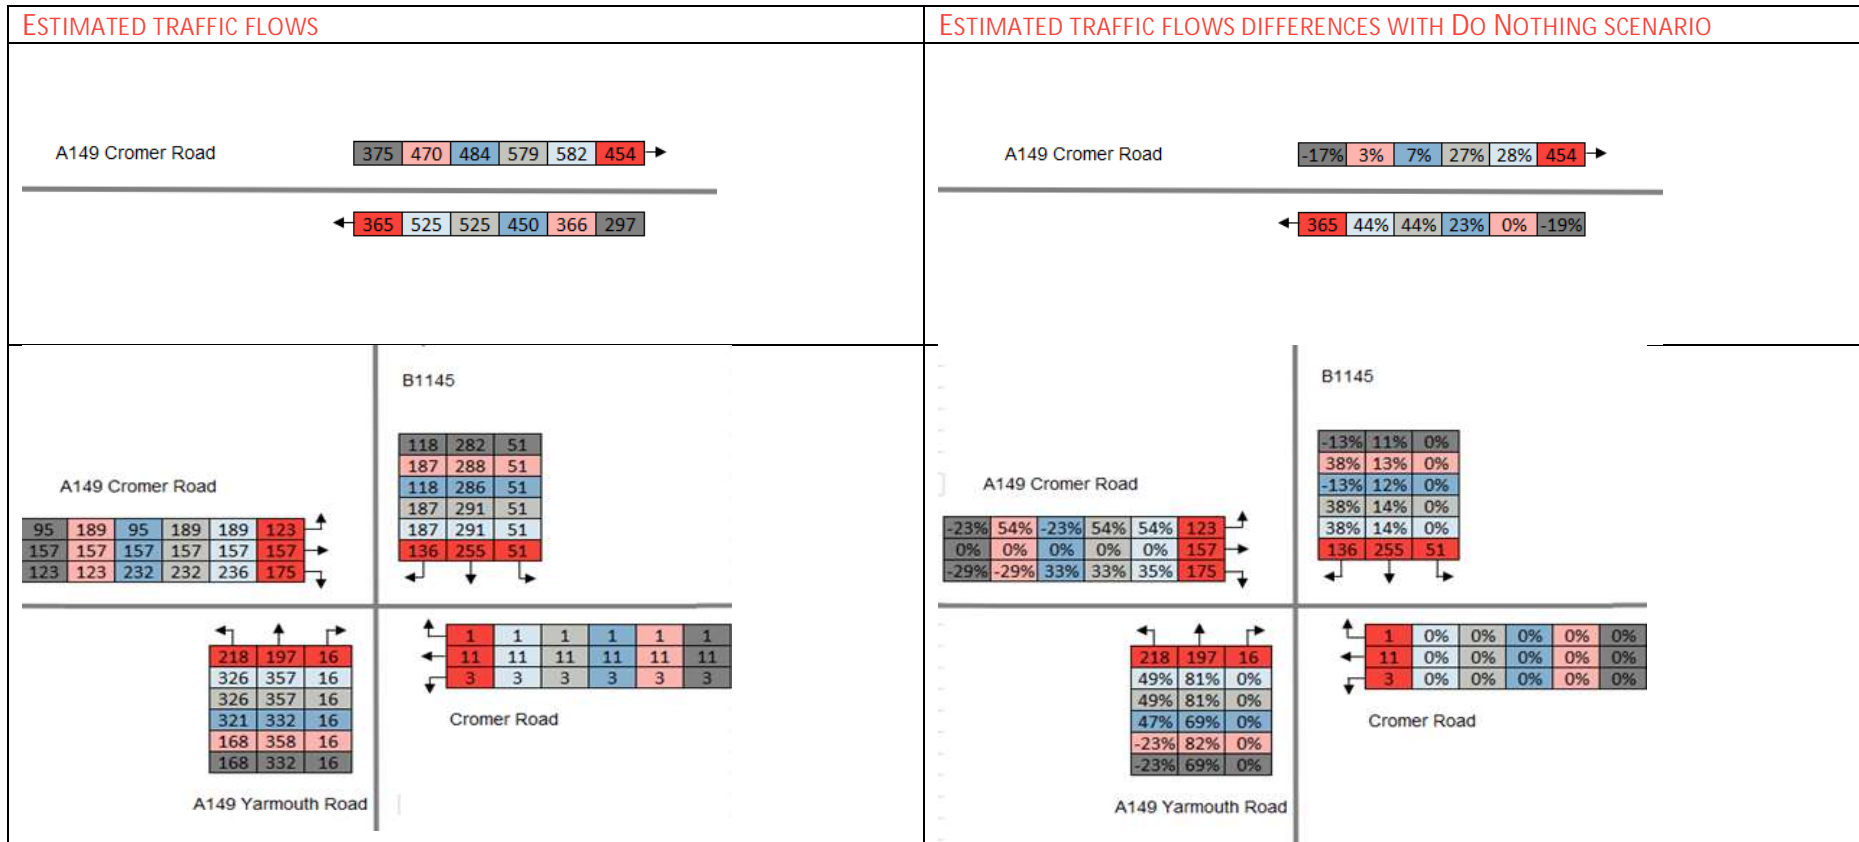 ESTIMATED TRAFFIC FLOWS
ESTIMATED TRAFFIC FLOWS DIFFERENCES WITH DO NOTHING SCENARIO
A149 Cromer Road
375 470 484 579 582 454
365 525 525 450 366 297
A149 Cromer Road
-17% 3% 7% 27% 28% 454
365 44% 44% 23% 0% -19%
B1145
118 282 51
187 288 51
118 286 51
187 291 51
187 291 51
136 255 51
A149 Cromer Road
95 189 95 189 189 123
157 157 157 157 157 157
123 123 232 232 236 175
218 197 16
326 357 16
326 357 16
321 332 16
168 358 16
168 332 16
A149 Yarmouth Road
1 1 1 1 1 1
11 11 11 11 11 11
3 3 3 3 3 3
Cromer Road
B1145
-13% 11% 0%
38% 13% 0%
-13% 12% 0%
38% 14% 0%
38% 14% 0%
136 255 51
A149 Cromer Road
-23% 54% -23% 54% 54% 123
0% 0% 0% 0% 0% 157
-29% -29% 33% 33% 35% 175
218 197 16
49% 81% 0%
49% 81% 0%
47% 69% 0%
-23% 82% 0%
-23% 69% 0%
A149 Yarmouth Road
1 0% 0% 0% 0% 0%
11 0% 0% 0% 0% 0%
3 0% 0% 0% 0% 0%
Cromer Road